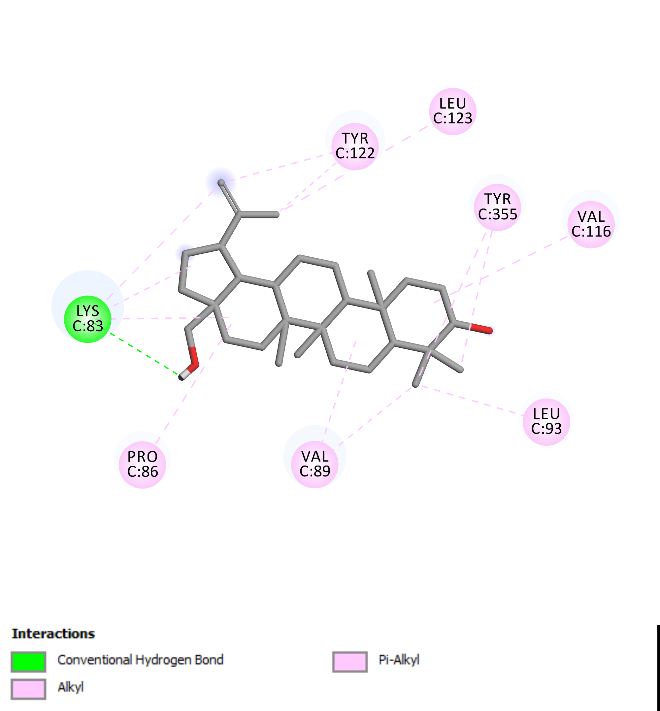 LEU
C:123
TYR
C:122
TYR
C:355
VAL
C:116
LYS
C:83
LEU
C:93
PRO
C:86
VAL
C:89
Interactions
Conventional Hydrogen Bond
Pi-Alkyl
Alkyl